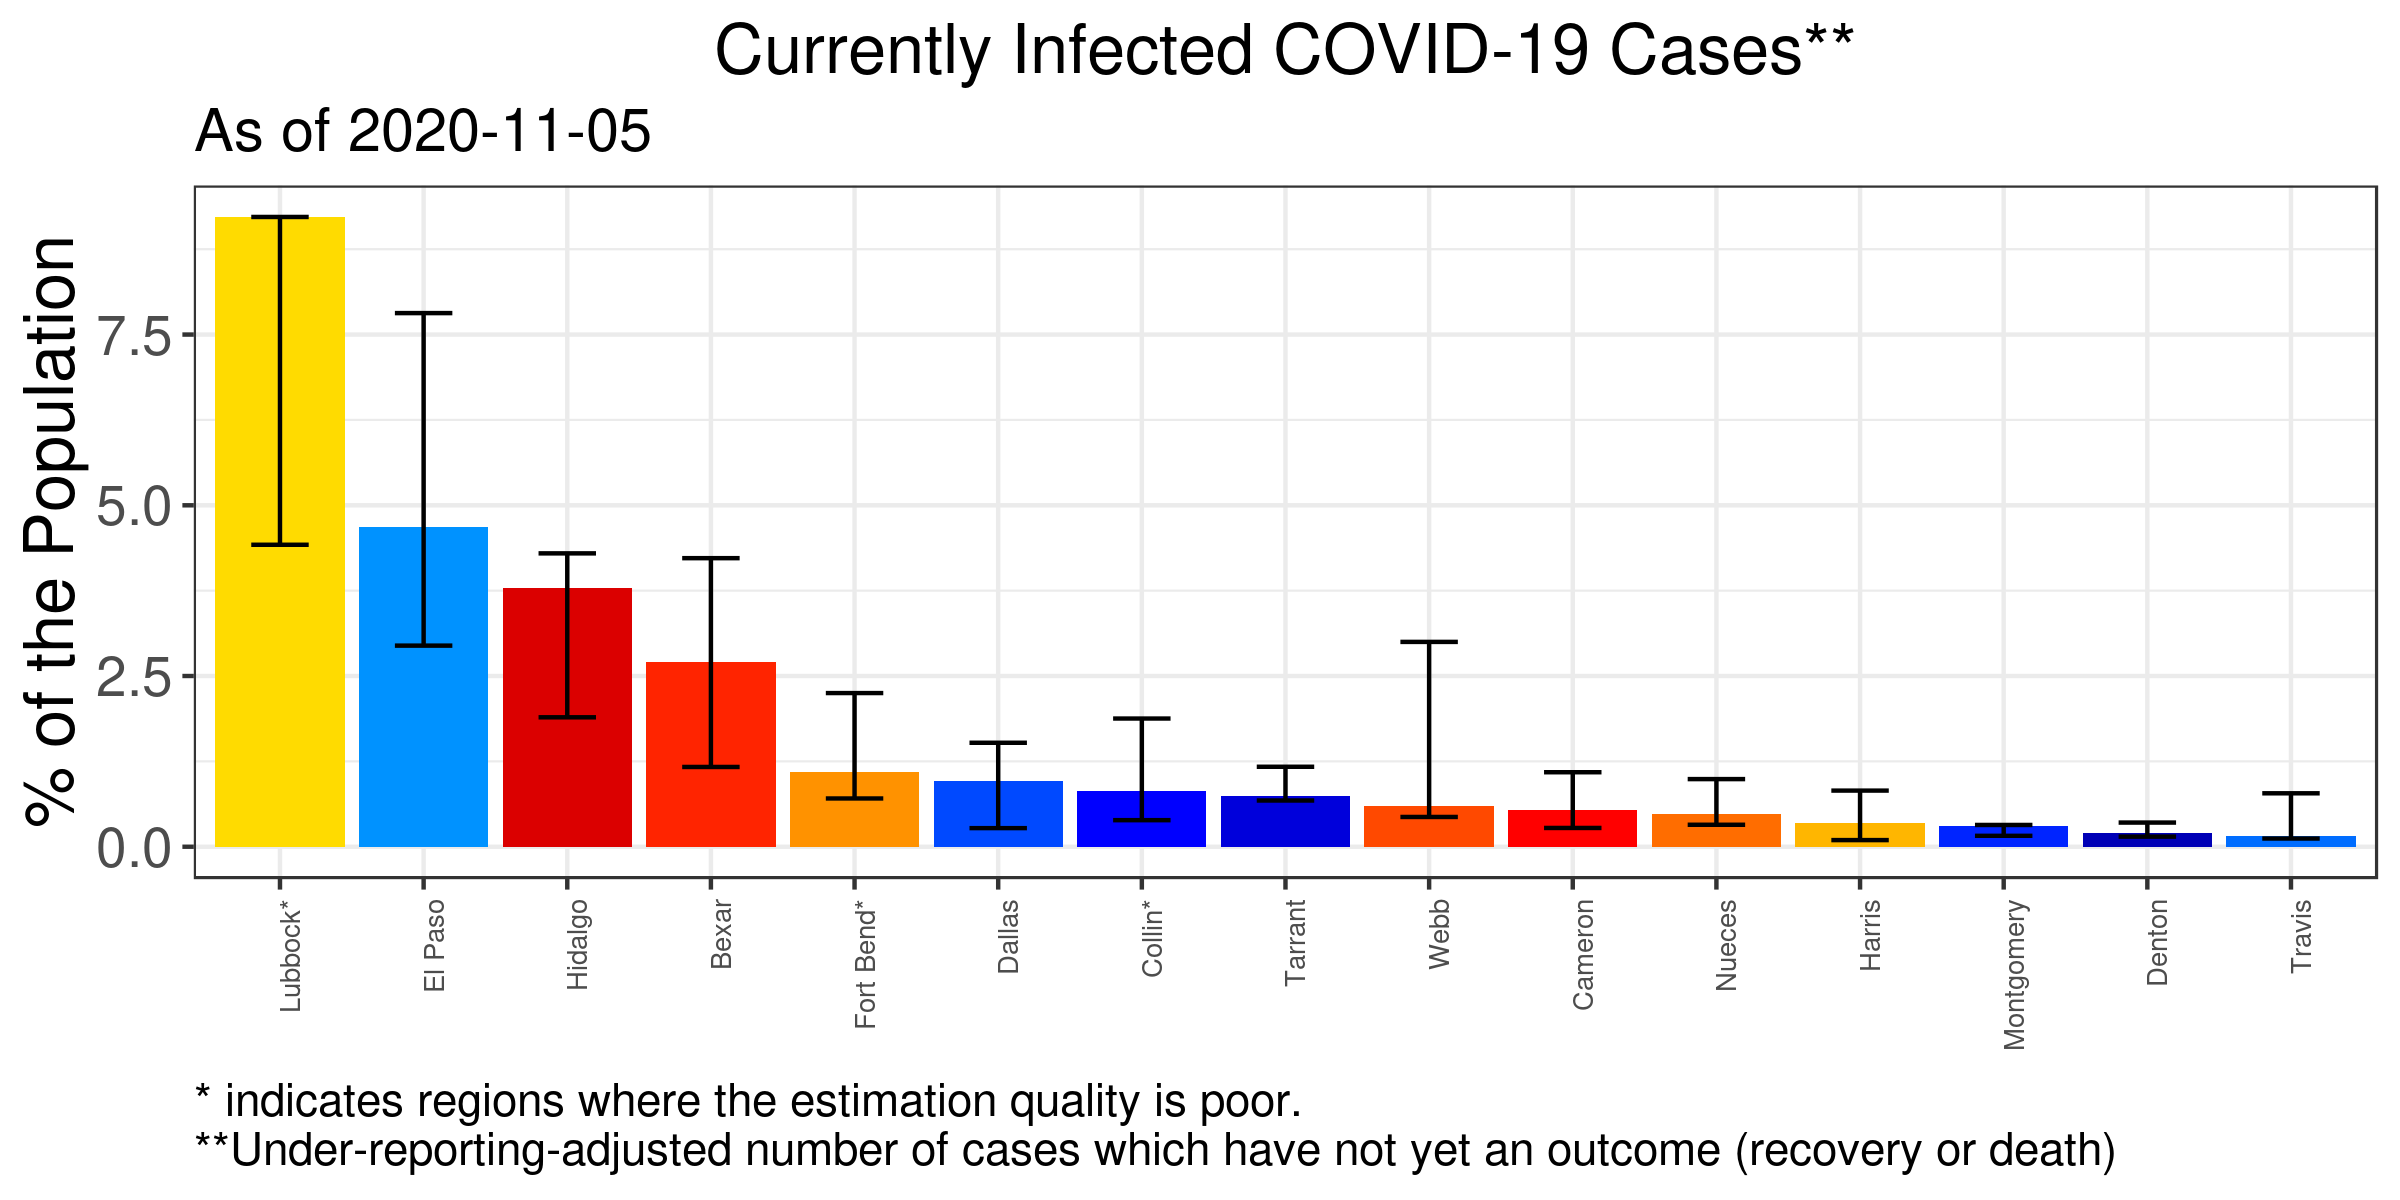 Currently Infected COVID-19 Cases**
As of 2020-11-05
% of the Population
7.5
5.0
2.5
0.0
Lubbock*
El Paso
Hidalgo
Bexar
Fort Bend*
Dallas
Collin*
Tarrant
Webb
Cameron
Nueces
Harris
Montgomery
Denton
Travis
* indicates regions where the estimation quality is poor.
**Under-reporting-adjusted number of cases which have not yet an outcome (recovery or death)